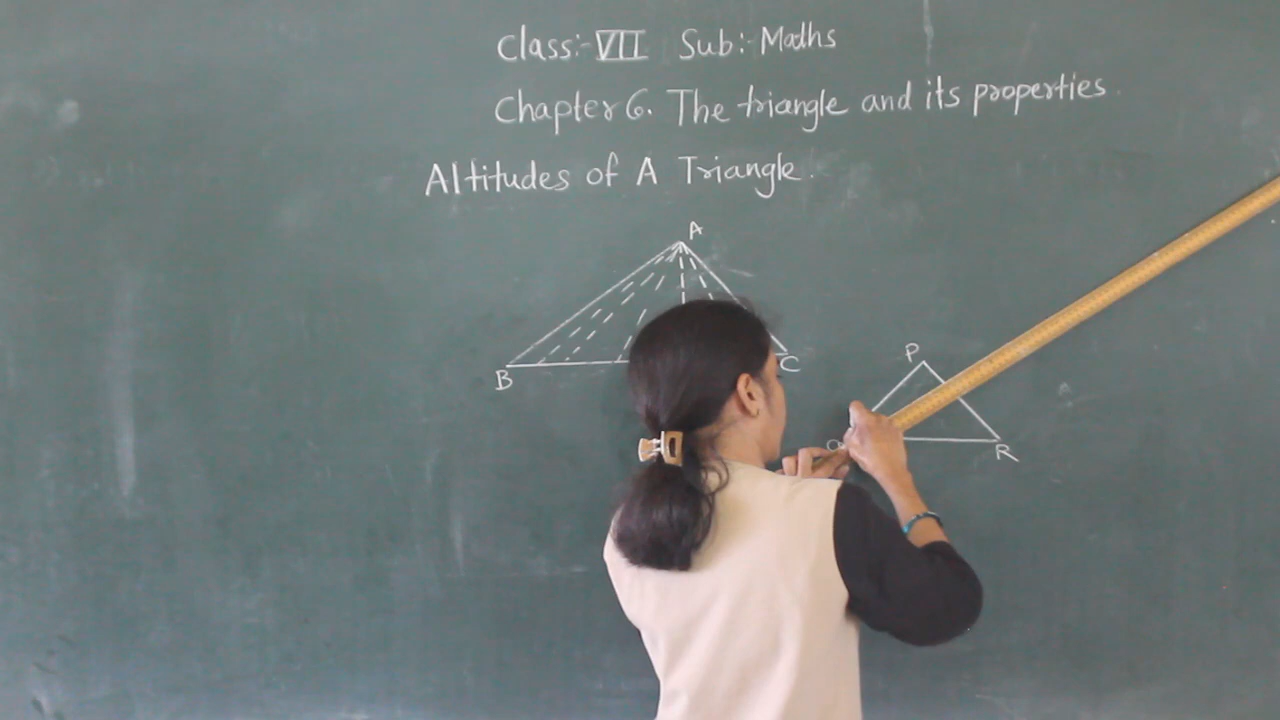 Class:- VII Sub:- Maths
Chapter 6. The triangle and its properties.
Altitudes of A Triangle.
A
B
C
P
R